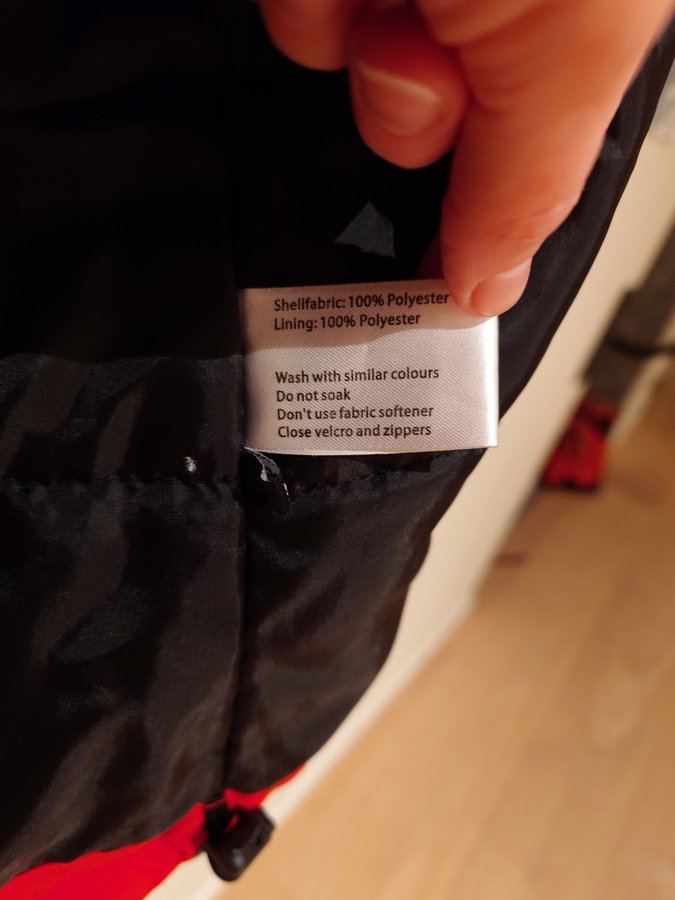 Shellfabric: 100% Polyester
Lining: 100% Polyester
Wash with similar colours
Do not soak
Don't use fabric softener
Close velcro and zippers